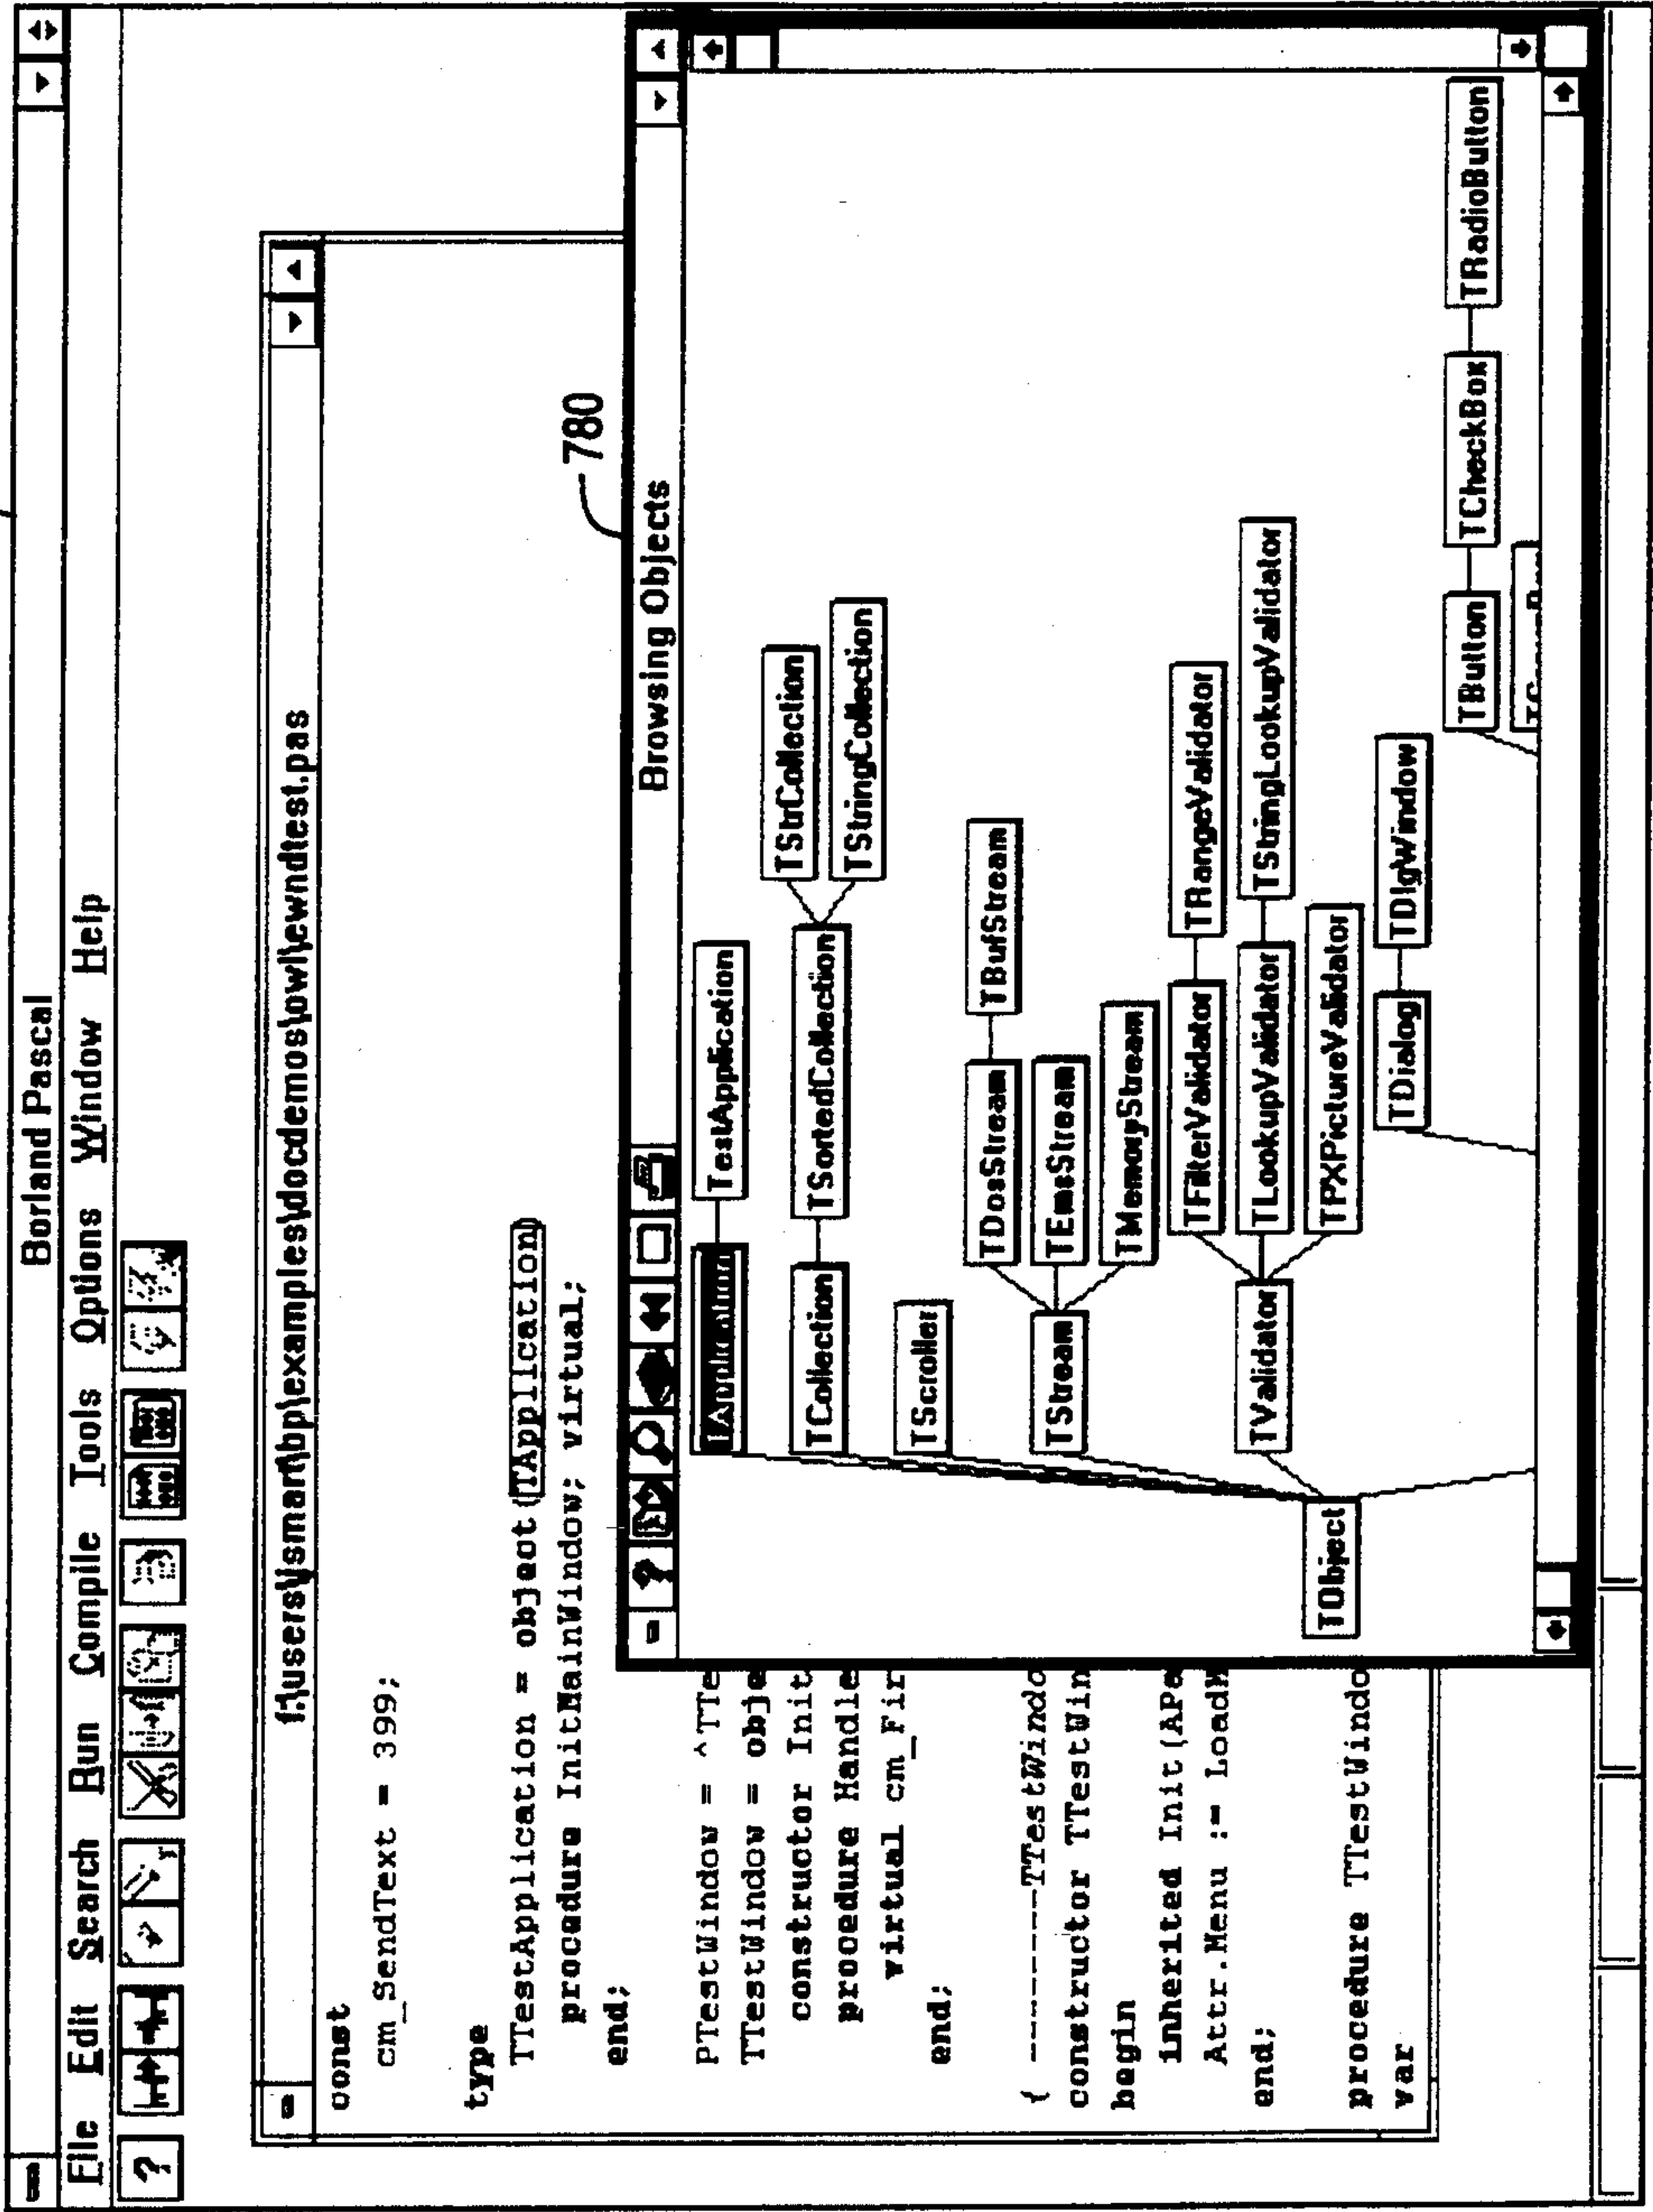 Borland Pascal
File Edit Search Run Compile Tools Options Window Help
?
f:\users\lsmart\bp\examples\docdemos\owl\ewndtest.pas
const
cm_SendText = 399;
type
TTestApplication = object(TApplication)
procedure InitMainWindow; virtual;
end;
PTestWindow = ^TTe
TTestWindow = obje
constructor Init
procedure Handle
virtual cm_Fir
end;
{ --------TTestWindo
constructor TTestWin
begin
inherited Init(APa
Attr.Menu := LoadM
end;
procedure TTestWindo
var
780
Browsing Objects
?
TApplication TestApplication
TStrCollection
TCollection TSortedCollection
TStringCollection
TScroller
TDosStream TBufStream
TStream TEmsStream
TMemoryStream
TFilterValidator TRangeValidator
TValidator TLookupValidator TStringLookupValidator
TObject TPXPictureValidator
TDialog TDlgWindow
TButton TCheckBox TRadioButton